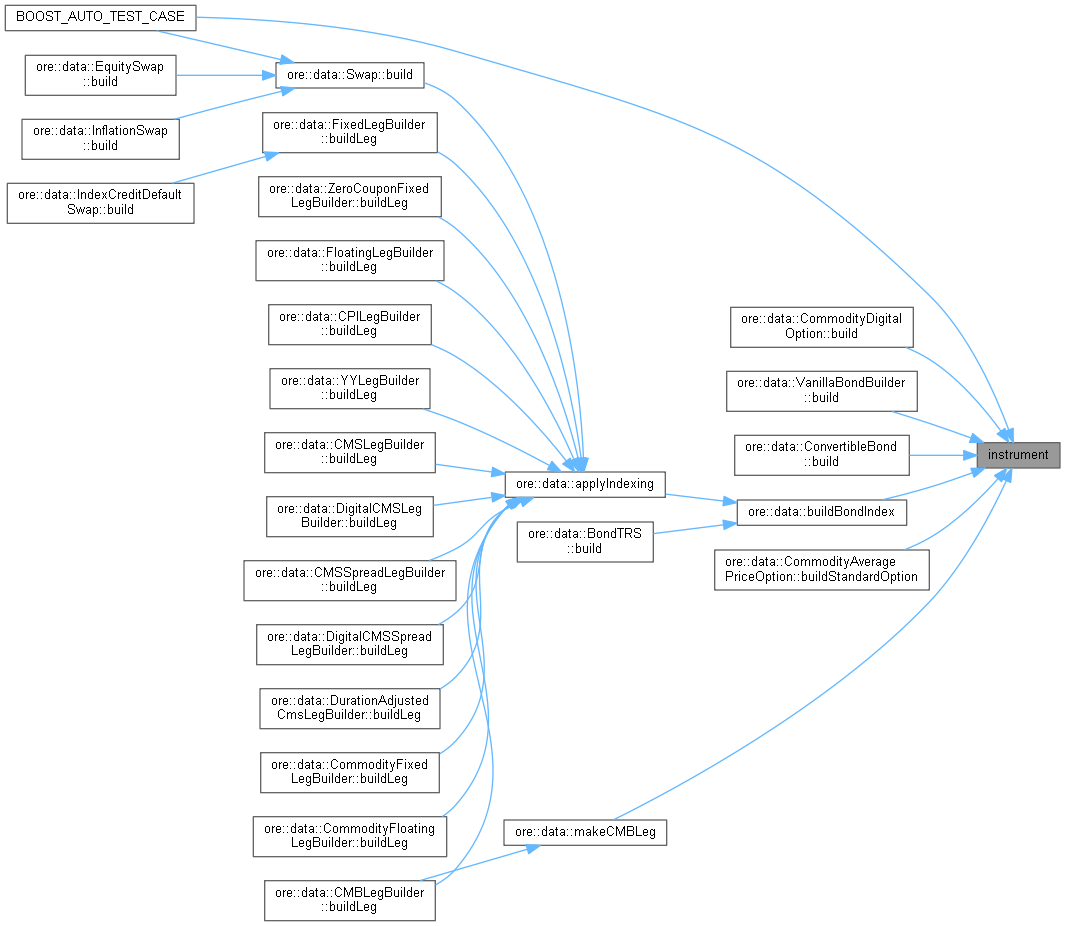 BOOST_AUTO_TEST_CASE
ore::data::EquitySwap
::build
ore::data::InflationSwap
::build
ore::data::IndexCreditDefault
Swap::build
ore::data::Swap::build
ore::data::FixedLegBuilder
::buildLeg
ore::data::ZeroCouponFixed
LegBuilder::buildLeg
ore::data::FloatingLegBuilder
::buildLeg
ore::data::CPILegBuilder
::buildLeg
ore::data::YYLegBuilder
::buildLeg
ore::data::CMSLegBuilder
::buildLeg
ore::data::DigitalCMSLeg
Builder::buildLeg
ore::data::CMSSpreadLegBuilder
::buildLeg
ore::data::DigitalCMSSpread
LegBuilder::buildLeg
ore::data::DurationAdjusted
CmsLegBuilder::buildLeg
ore::data::CommodityFixed
LegBuilder::buildLeg
ore::data::CommodityFloating
LegBuilder::buildLeg
ore::data::CMBLegBuilder
::buildLeg
ore::data::applyIndexing
ore::data::BondTRS
::build
ore::data::makeCMBLeg
ore::data::CommodityDigital
Option::build
ore::data::VanillaBondBuilder
::build
ore::data::ConvertibleBond
::build
ore::data::buildBondIndex
ore::data::CommodityAverage
PriceOption::buildStandardOption
instrument